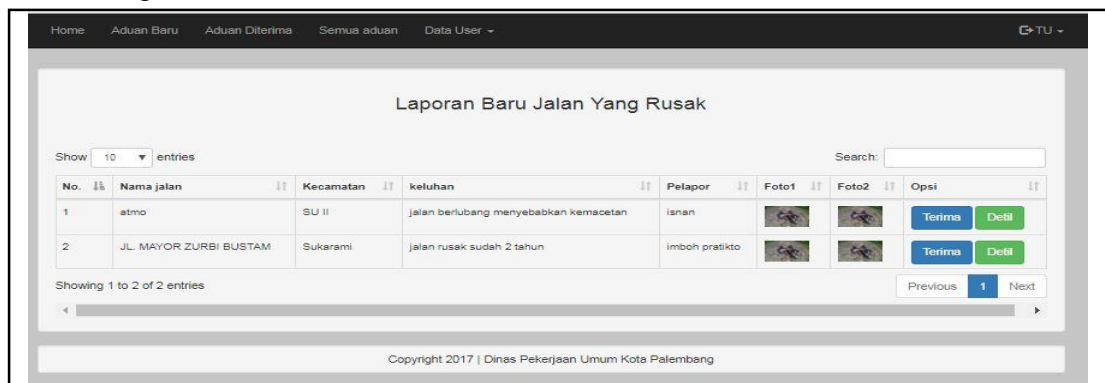 Home Aduan Baru Aduan Diterima Semua aduan Data User TU
Laporan Baru Jalan Yang Rusak
Show 10 entries Search:
No. Nama jalan Kecamatan keluhan Pelapor Foto1 Foto2 Opsi
1 atmo SU II jalan berlubang menyebabkan kemacetan isnan Terima Detil
2 JL. MAYOR ZURBI BUSTAM Sukarami jalan rusak sudah 2 tahun imboh pratikto Terima Detil
Showing 1 to 2 of 2 entries Previous 1 Next
Copyright 2017 | Dinas Pekerjaan Umum Kota Palembang